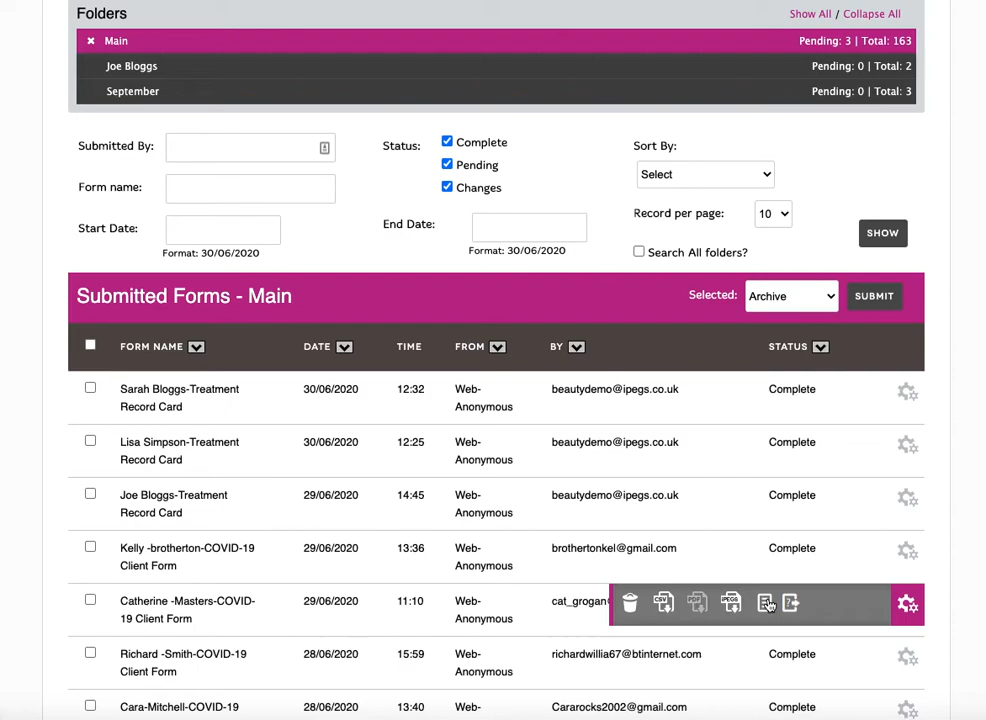 Folders
Show All / Collapse All
Main
Pending: 3 | Total: 163
Joe Bloggs
Pending: 0 | Total: 2
September
Pending: 0 | Total: 3
Submitted By:
Status:
Complete
Pending
Changes
Sort By:
Select
Form name:
Record per page:
10
Start Date:
Format: 30/06/2020
End Date:
Format: 30/06/2020
Search All folders?
SHOW
Submitted Forms - Main
Selected:
Archive
SUBMIT
FORM NAME
DATE
TIME
FROM
BY
STATUS
Sarah Bloggs-Treatment
Record Card
30/06/2020
12:32
Web-
Anonymous
beautydemo@ipegs.co.uk
Complete
Lisa Simpson-Treatment
Record Card
30/06/2020
12:25
Web-
Anonymous
beautydemo@ipegs.co.uk
Complete
Joe Bloggs-Treatment
Record Card
29/06/2020
14:45
Web-
Anonymous
beautydemo@ipegs.co.uk
Complete
Kelly -brotherton-COVID-19
Client Form
29/06/2020
13:36
Web-
Anonymous
brothertonkel@gmail.com
Complete
Catherine -Masters-COVID-
19 Client Form
29/06/2020
11:10
Web-
Anonymous
cat_grogan
CSV
PDF
IPEGS
Richard -Smith-COVID-19
Client Form
28/06/2020
15:59
Web-
Anonymous
richardwillia67@btinternet.com
Complete
Cara-Mitchell-COVID-19
28/06/2020
13:40
Web-
Cararocks2002@gmail.com
Complete